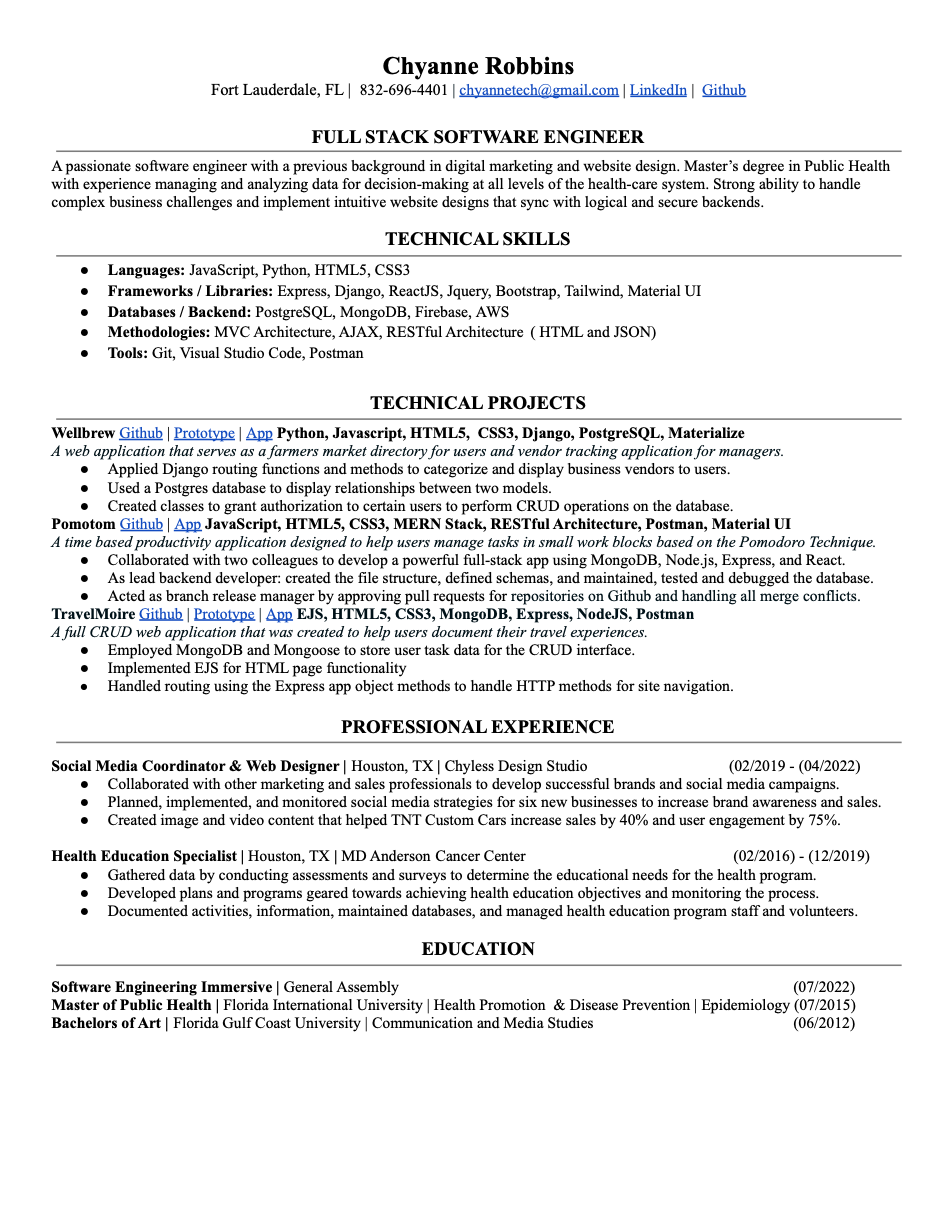 Chyanne Robbins
Fort Lauderdale, FL | 832-696-4401 | chyannetech@gmail.com | LinkedIn | Github
FULL STACK SOFTWARE ENGINEER
A passionate software engineer with a previous background in digital marketing and website design. Master's degree in Public Health
with experience managing and analyzing data for decision-making at all levels of the health-care system. Strong ability to handle
complex business challenges and implement intuitive website designs that sync with logical and secure backends.
TECHNICAL SKILLS
● Languages: JavaScript, Python, HTML5, CSS3
● Frameworks / Libraries: Express, Django, ReactJS, Jquery, Bootstrap, Tailwind, Material UI
● Databases / Backend: PostgreSQL, MongoDB, Firebase, AWS
● Methodologies: MVC Architecture, AJAX, RESTful Architecture ( HTML and JSON)
● Tools: Git, Visual Studio Code, Postman
TECHNICAL PROJECTS
Wellbrew Github | Prototype | App Python, Javascript, HTML5, CSS3, Django, PostgreSQL, Materialize
A web application that serves as a farmers market directory for users and vendor tracking application for managers.
● Applied Django routing functions and methods to categorize and display business vendors to users.
● Used a Postgres database to display relationships between two models.
● Created classes to grant authorization to certain users to perform CRUD operations on the database.
Pomotom Github | App JavaScript, HTML5, CSS3, MERN Stack, RESTful Architecture, Postman, Material UI
A time based productivity application designed to help users manage tasks in small work blocks based on the Pomodoro Technique.
● Collaborated with two colleagues to develop a powerful full-stack app using MongoDB, Node.js, Express, and React.
● As lead backend developer: created the file structure, defined schemas, and maintained, tested and debugged the database.
● Acted as branch release manager by approving pull requests for repositories on Github and handling all merge conflicts.
TravelMoire Github | Prototype | App EJS, HTML5, CSS3, MongoDB, Express, NodeJS, Postman
A full CRUD web application that was created to help users document their travel experiences.
● Employed MongoDB and Mongoose to store user task data for the CRUD interface.
● Implemented EJS for HTML page functionality
● Handled routing using the Express app object methods to handle HTTP methods for site navigation.
PROFESSIONAL EXPERIENCE
Social Media Coordinator & Web Designer | Houston, TX | Chyless Design Studio (02/2019 - (04/2022)
● Collaborated with other marketing and sales professionals to develop successful brands and social media campaigns.
● Planned, implemented, and monitored social media strategies for six new businesses to increase brand awareness and sales.
● Created image and video content that helped TNT Custom Cars increase sales by 40% and user engagement by 75%.
Health Education Specialist | Houston, TX | MD Anderson Cancer Center (02/2016) - (12/2019)
● Gathered data by conducting assessments and surveys to determine the educational needs for the health program.
● Developed plans and programs geared towards achieving health education objectives and monitoring the process.
● Documented activities, information, maintained databases, and managed health education program staff and volunteers.
EDUCATION
Software Engineering Immersive | General Assembly (07/2022)
Master of Public Health | Florida International University | Health Promotion & Disease Prevention | Epidemiology (07/2015)
Bachelors of Art | Florida Gulf Coast University | Communication and Media Studies (06/2012)